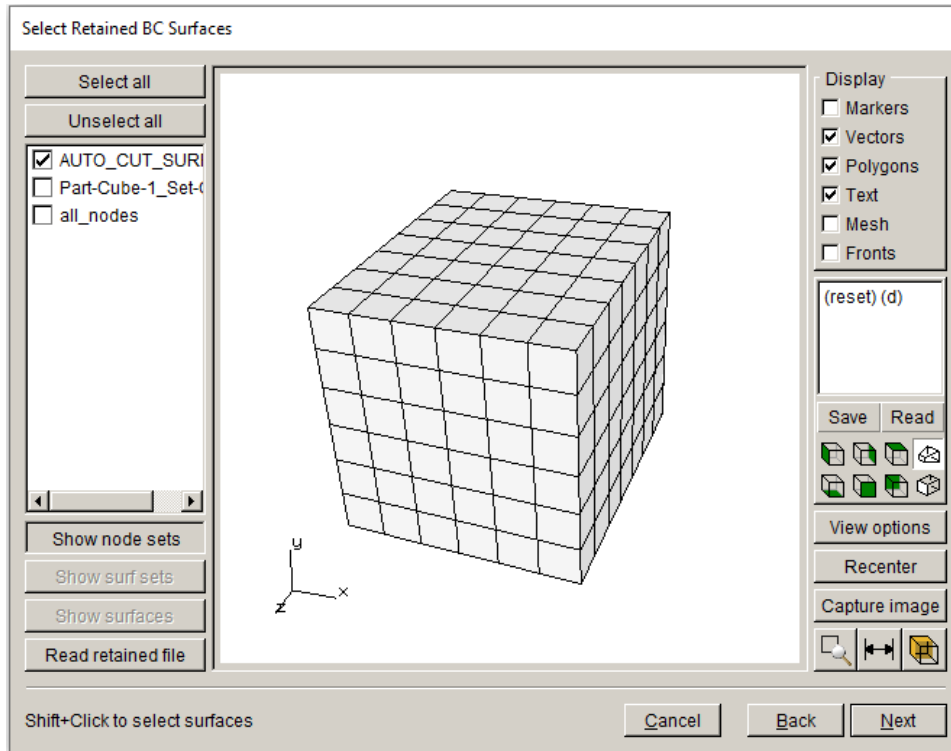 Select Retained BC Surfaces
Select all
Unselect all
AUTO_CUT_SURI
Part-Cube-1_Set-(
all_nodes
Show node sets
Show surf sets
Show surfaces
Read retained file
y
x
z
Display
Markers
Vectors
Polygons
Text
Mesh
Fronts
(reset) (d)
Save Read
View options
Recenter
Capture image
Shift+Click to select surfaces
Cancel Back Next